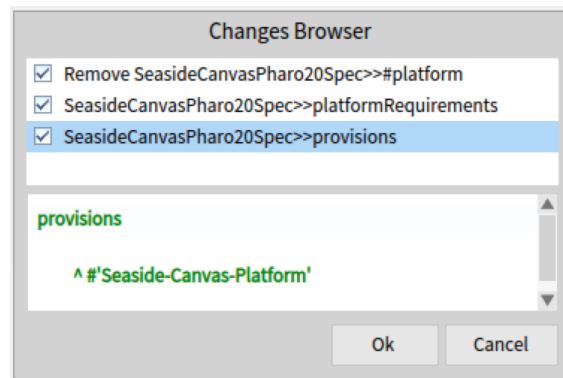 Changes Browser
Remove SeasideCanvasPharo20Spec>>#platform
SeasideCanvasPharo20Spec>>platformRequirements
SeasideCanvasPharo20Spec>>provisions
provisions
^ #'Seaside-Canvas-Platform'
Ok Cancel